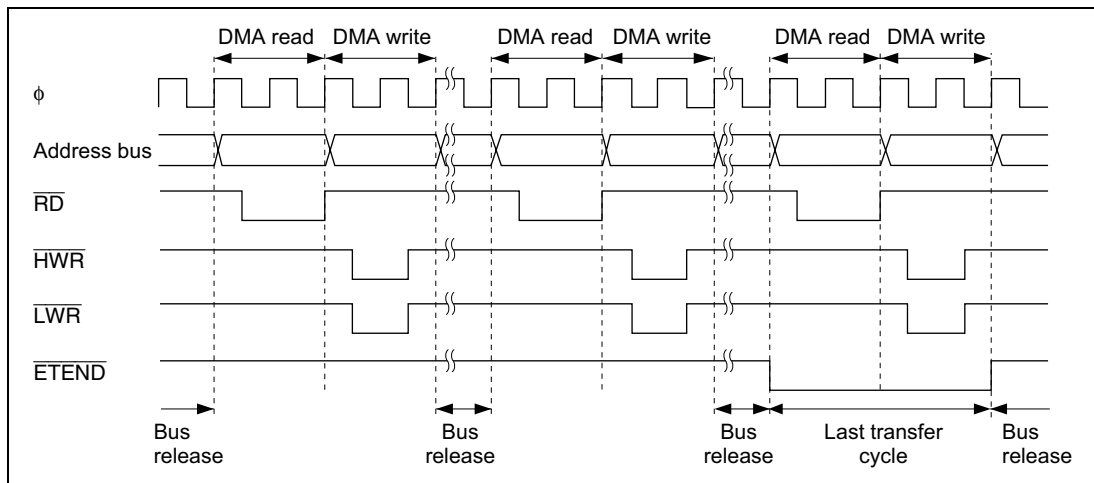 DMA read DMA write DMA read DMA write DMA read DMA write
ϕ
Address bus
RD
HWR
LWR
ETEND
Bus release
Bus release
Bus release
Last transfer cycle
Bus release